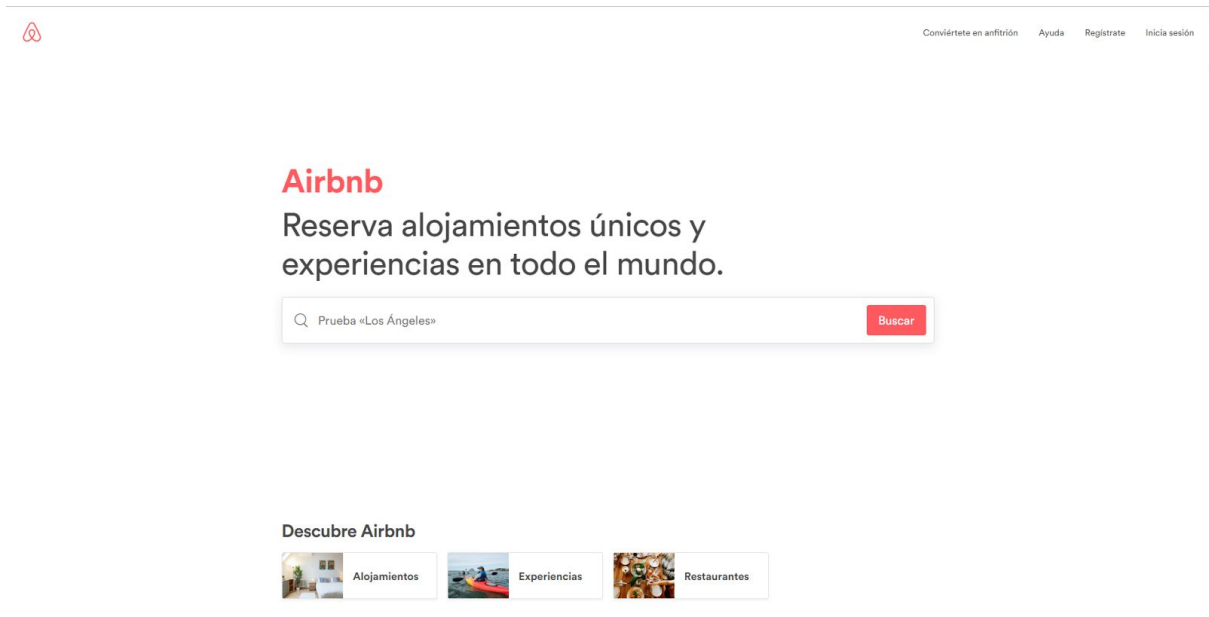 Conviértete en anfitrión Ayuda Regístrate Inicia sesión
Airbnb
Reserva alojamientos únicos y
experiencias en todo el mundo.
Prueba «Los Ángeles» Buscar
Descubre Airbnb
Alojamientos Experiencias Restaurantes